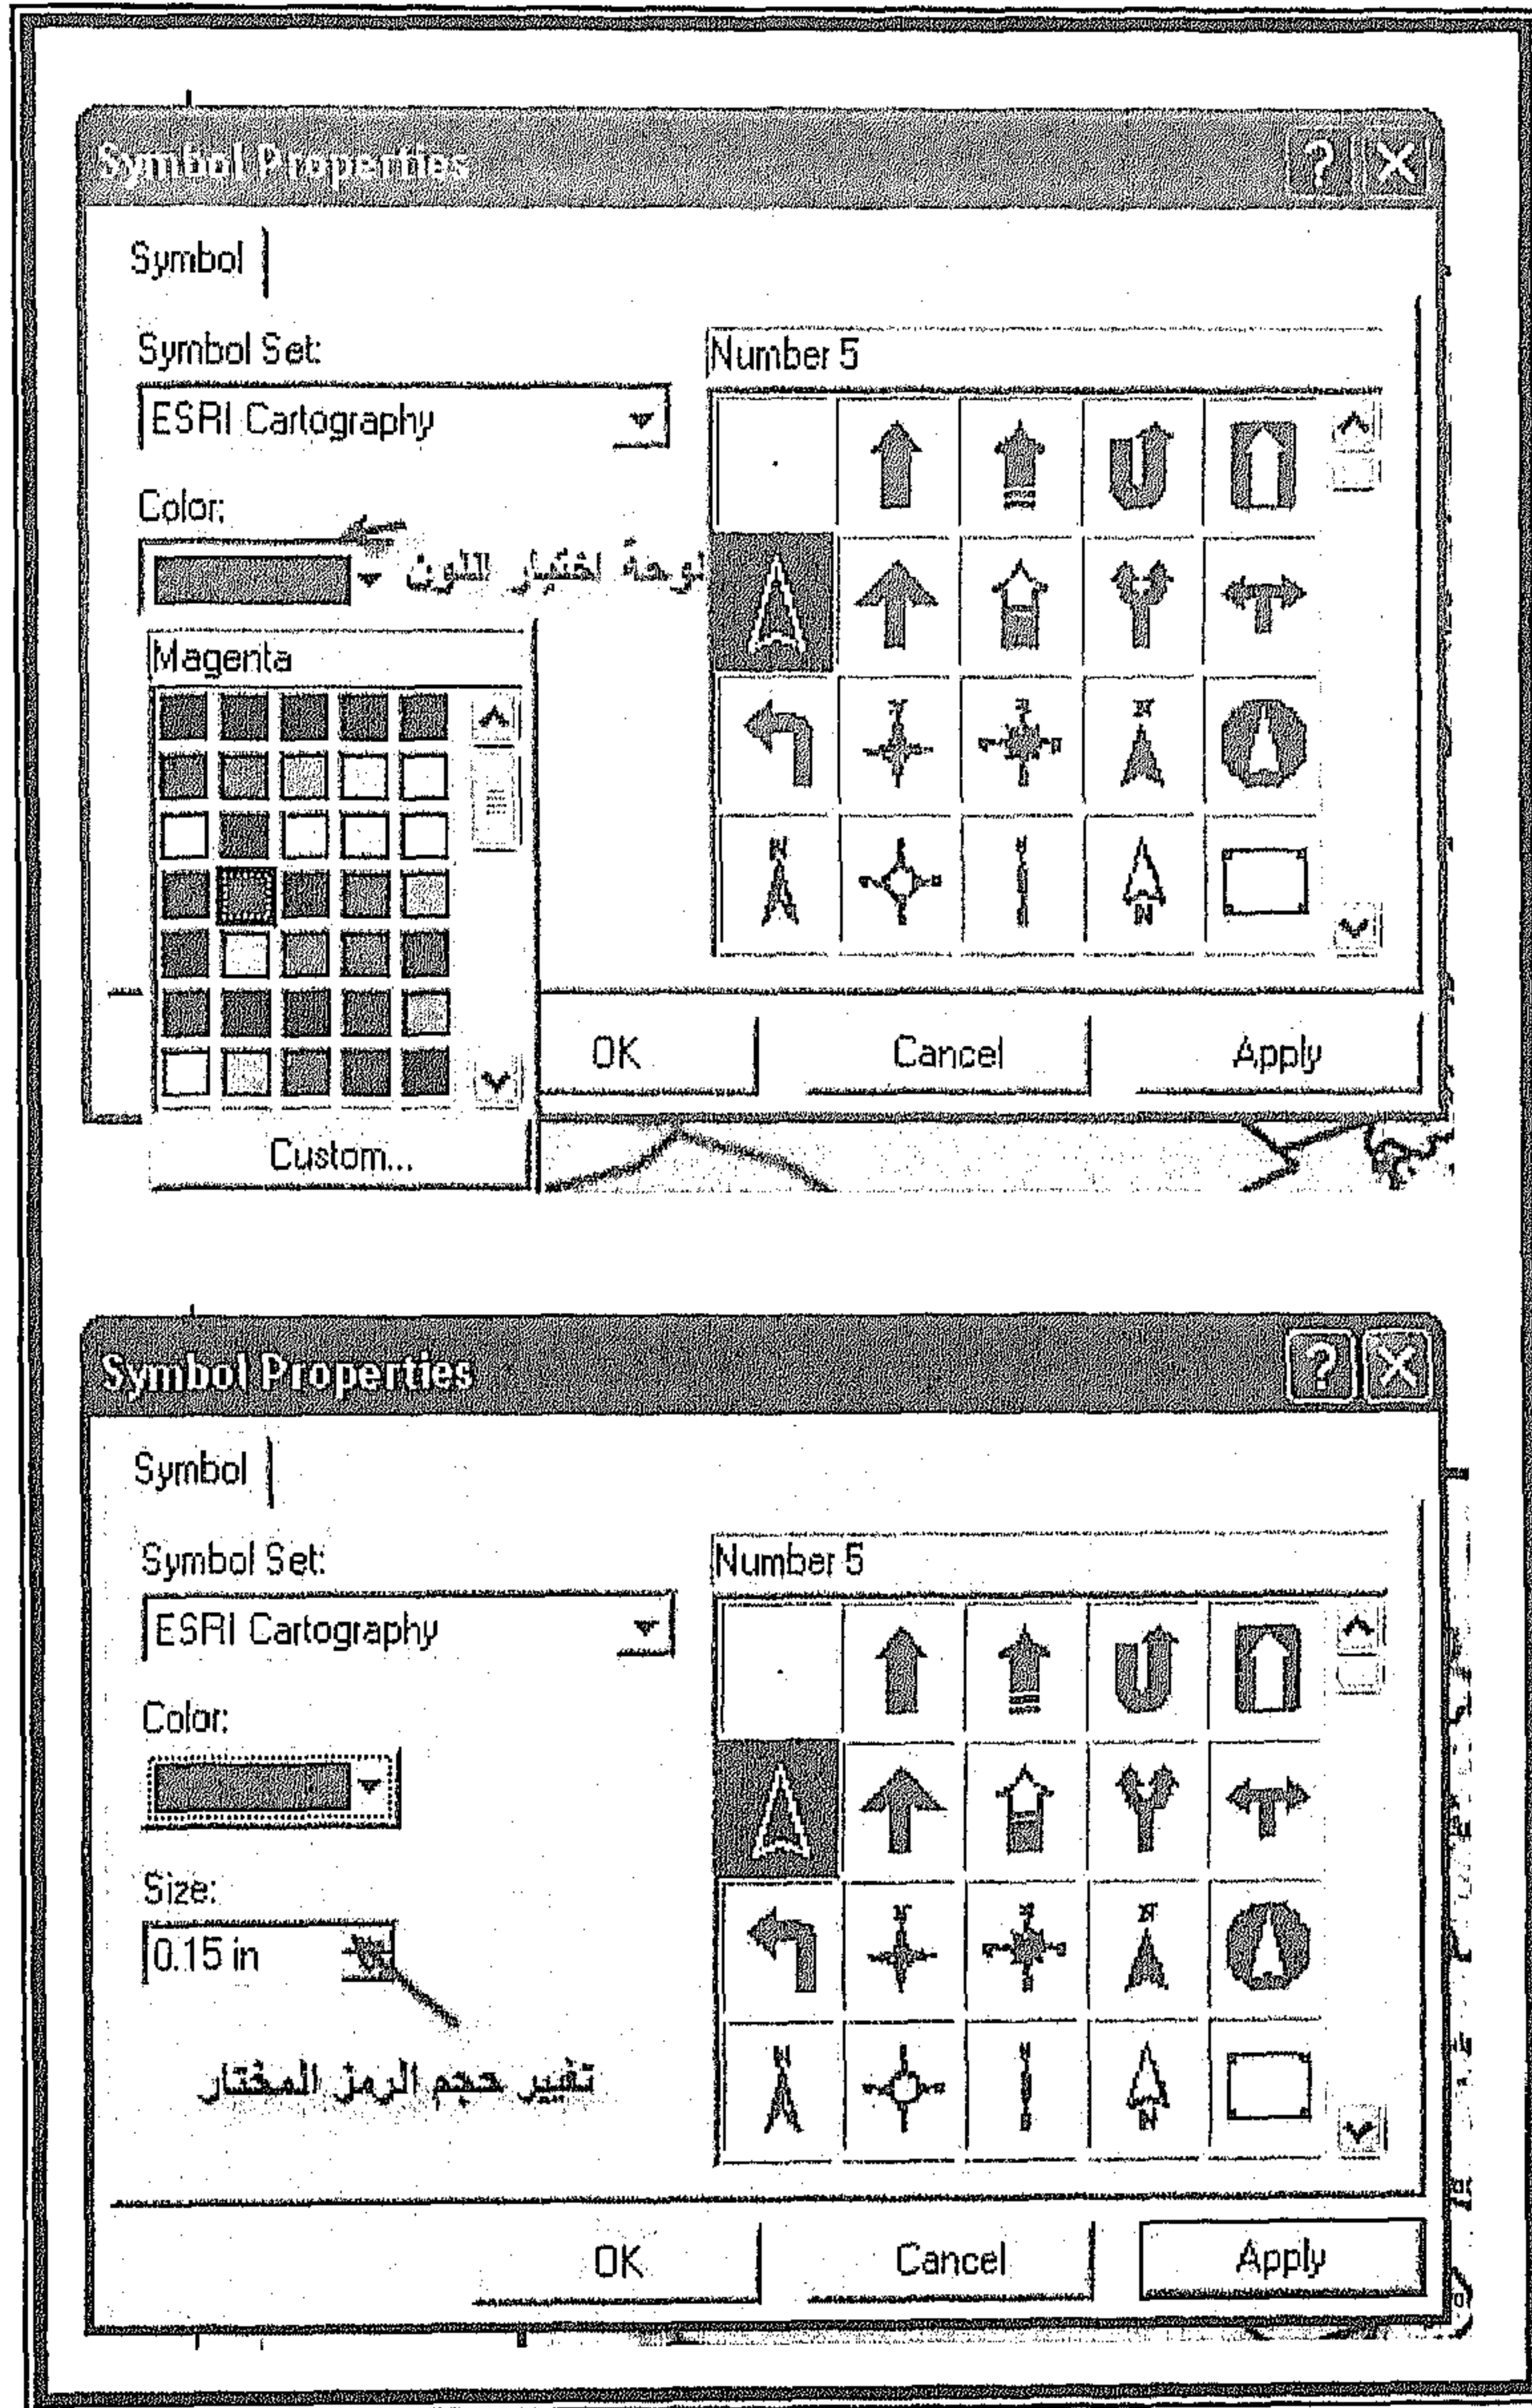 Symbol Properties
Symbol
Symbol Set:
ESRI Cartography
Number 5
Color:
لوحة اختيار اللون
Magenta
OK
Cancel
Apply
Custom...
Symbol Properties
Symbol
Symbol Set:
ESRI Cartography
Number 5
Color:
Size:
0.15 in
تغيير حجم الرمز المختار
OK
Cancel
Apply